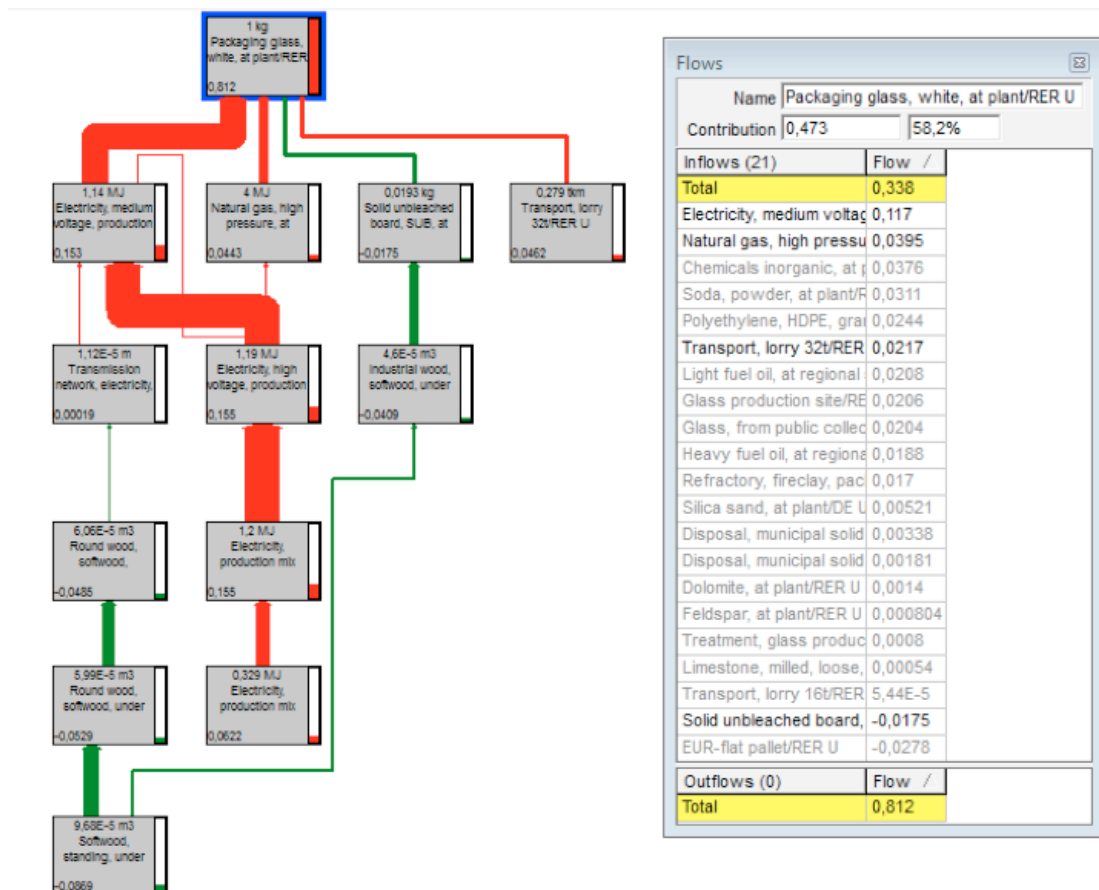 1 kg
Packaging glass,
white, at plant/RER
0,812
1,14 MJ
Electricity, medium
voltage, production
0,153
4 MJ
Natural gas, high
pressure, at
0,0443
0,0193 kg
Solid unbleached
board, SUB, at
-0,0175
0,279 tkm
Transport, lorry
32t/RER U
0,0462
1,12E-5 m
Transmission
network, electricity,
0,00019
1,19 MJ
Electricity, high
voltage, production
0,155
4,6E-5 m3
Industrial wood,
softwood, under
-0,0409
6,06E-5 m3
Round wood,
softwood,
-0,0485
1,2 MJ
Electricity,
production mix
0,155
5,99E-5 m3
Round wood,
softwood, under
-0,0529
0,329 MJ
Electricity,
production mix
0,0622
9,68E-5 m3
Softwood,
standing, under
-0,0869
Flows
Name Packaging glass, white, at plant/RER U
Contribution 0,473 58,2%
Inflows (21) Flow /
Total 0,338
Electricity, medium voltag 0,117
Natural gas, high pressu 0,0395
Chemicals inorganic, at p 0,0376
Soda, powder, at plant/R 0,0311
Polyethylene, HDPE, gra 0,0244
Transport, lorry 32t/RER 0,0217
Light fuel oil, at regional 0,0208
Glass production site/RE 0,0206
Glass, from public collec 0,0204
Heavy fuel oil, at regiona 0,0188
Refractory, fireclay, pac 0,017
Silica sand, at plant/DE U 0,00521
Disposal, municipal solid 0,00338
Disposal, municipal solid 0,00181
Dolomite, at plant/RER U 0,0014
Feldspar, at plant/RER U 0,000804
Treatment, glass produc 0,0008
Limestone, milled, loose, 0,00054
Transport, lorry 16t/RER 5,44E-5
Solid unbleached board, -0,0175
EUR-flat pallet/RER U -0,0278
Outflows (0) Flow /
Total 0,812